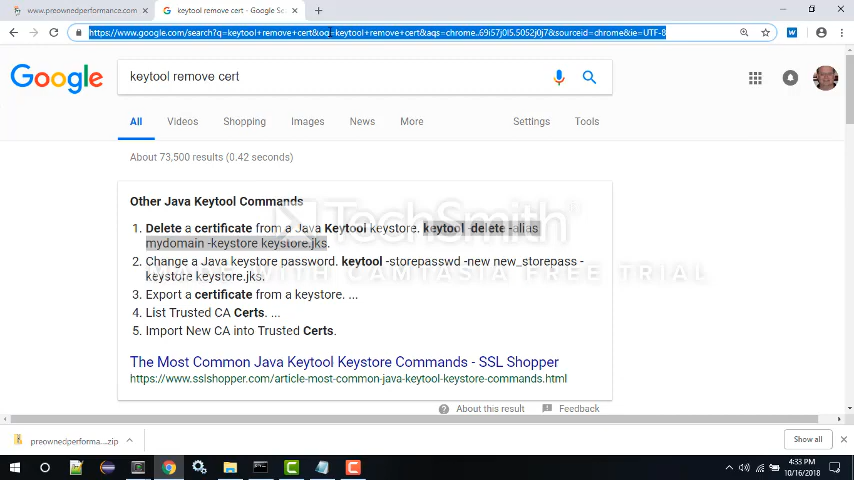 www.preownedperformance.com
keytool remove cert - Google Se
https://www.google.com/search?q=keytool+remove+cert&oq=keytool+remove+cert&aqs=chrome..69i57j0l5.5052j0j7&sourceid=chrome&ie=UTF-8
Google
keytool remove cert
All Videos Shopping Images News More Settings Tools
About 73,500 results (0.42 seconds)
Other Java Keytool Commands
1. Delete a certificate from a Java Keytool keystore. keytool -delete -alias
mydomain -keystore keystore.jks.
2. Change a Java keystore password. keytool -storepasswd -new new_storepass -
keystore keystore.jks.
3. Export a certificate from a keystore. ...
4. List Trusted CA Certs. ...
5. Import New CA into Trusted Certs.
TechSmith
MADE WITH CAMTASIA FREE TRIAL
The Most Common Java Keytool Keystore Commands - SSL Shopper
https://www.sslshopper.com/article-most-common-java-keytool-keystore-commands.html
About this result Feedback
preownedperforma....zip
Show all
4:33 PM
10/16/2018